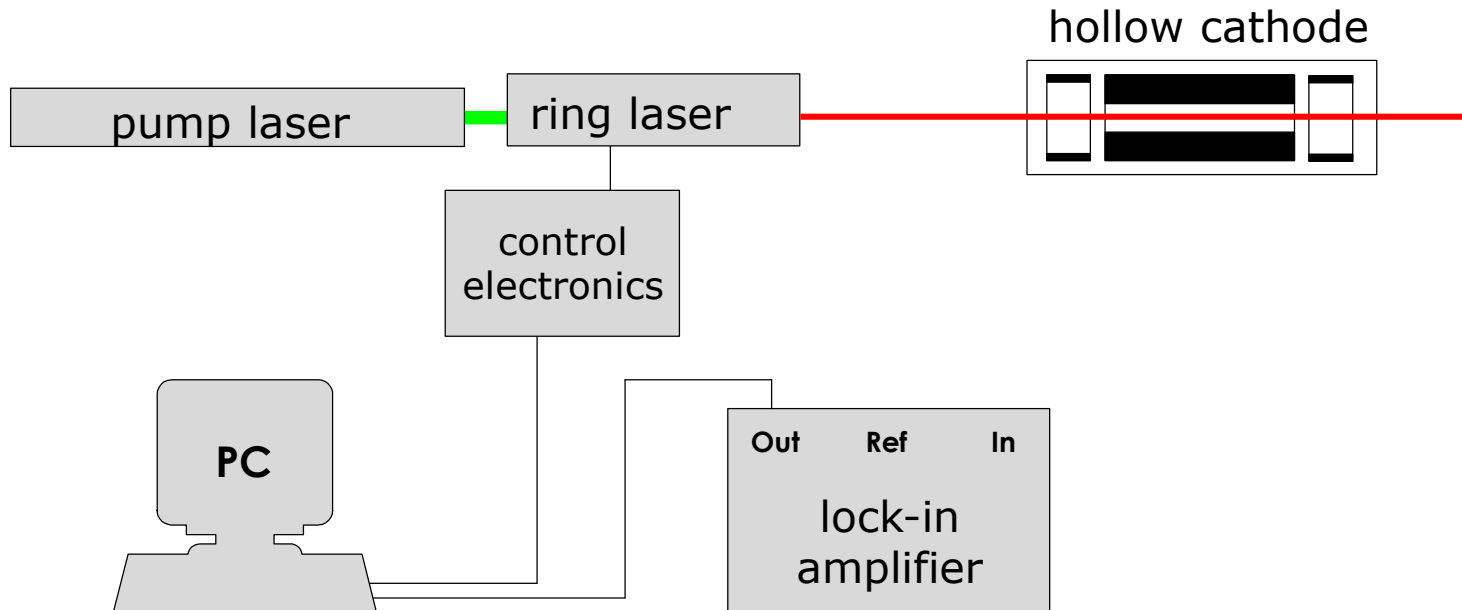 hollow cathode
pump laser
ring laser
control
electronics
PC
Out Ref In
lock-in
amplifier